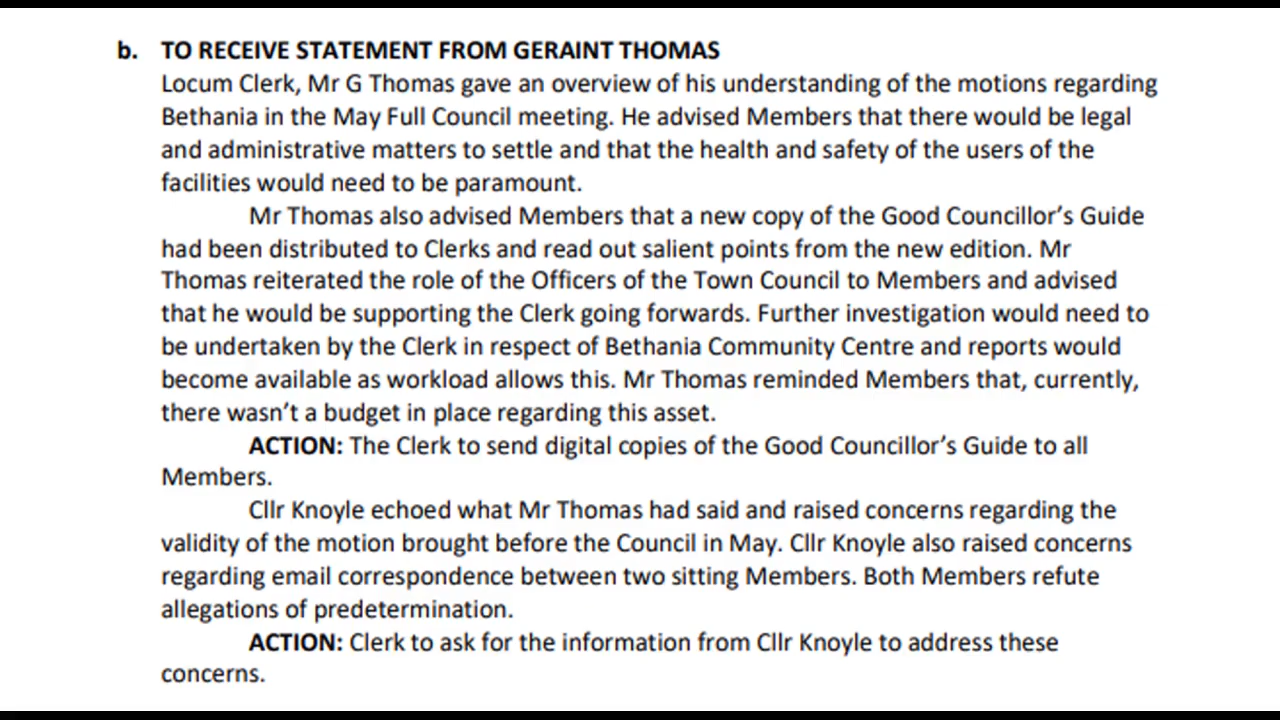 b. TO RECEIVE STATEMENT FROM GERAINT THOMAS
Locum Clerk, Mr G Thomas gave an overview of his understanding of the motions regarding
Bethania in the May Full Council meeting. He advised Members that there would be legal
and administrative matters to settle and that the health and safety of the users of the
facilities would need to be paramount.
Mr Thomas also advised Members that a new copy of the Good Councillor’s Guide
had been distributed to Clerks and read out salient points from the new edition. Mr
Thomas reiterated the role of the Officers of the Town Council to Members and advised
that he would be supporting the Clerk going forwards. Further investigation would need to
be undertaken by the Clerk in respect of Bethania Community Centre and reports would
become available as workload allows this. Mr Thomas reminded Members that, currently,
there wasn’t a budget in place regarding this asset.
ACTION: The Clerk to send digital copies of the Good Councillor’s Guide to all
Members.
Cllr Knoyle echoed what Mr Thomas had said and raised concerns regarding the
validity of the motion brought before the Council in May. Cllr Knoyle also raised concerns
regarding email correspondence between two sitting Members. Both Members refute
allegations of predetermination.
ACTION: Clerk to ask for the information from Cllr Knoyle to address these
concerns.